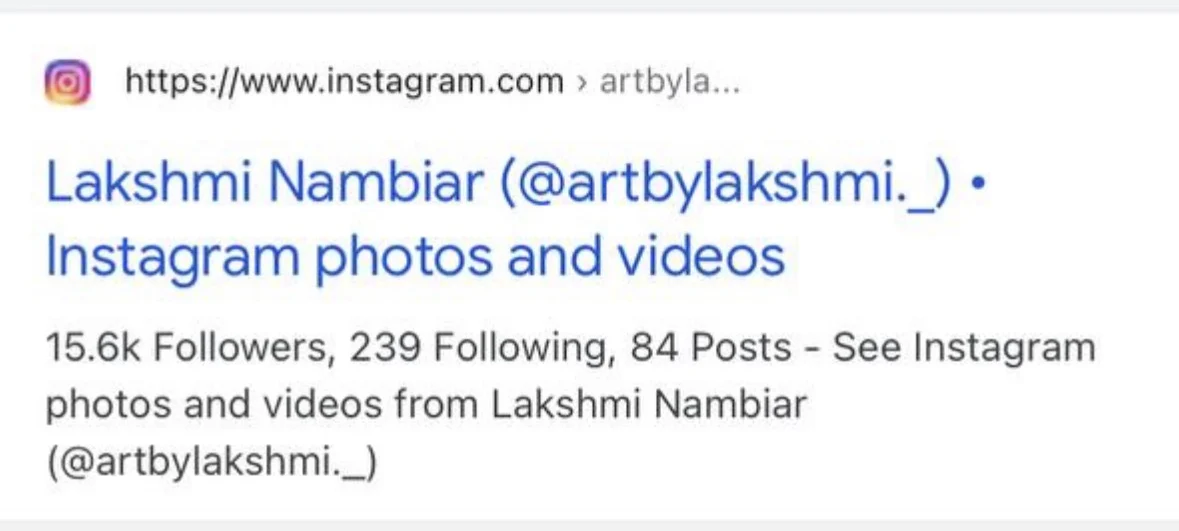 https://www.instagram.com › artbyla...
Lakshmi Nambiar (@artbylakshmi._) •
Instagram photos and videos
15.6k Followers, 239 Following, 84 Posts - See Instagram
photos and videos from Lakshmi Nambiar
(@artbylakshmi._)